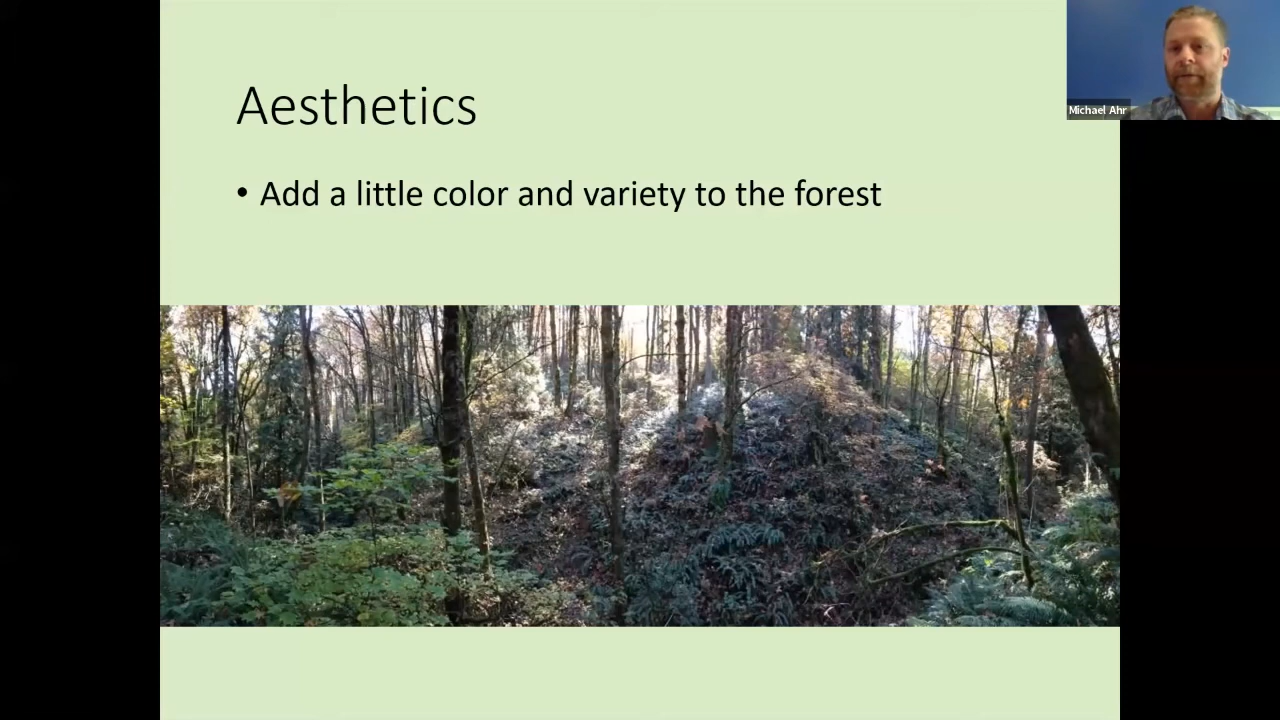 Aesthetics
• Add a little color and variety to the forest
Michael Ahr